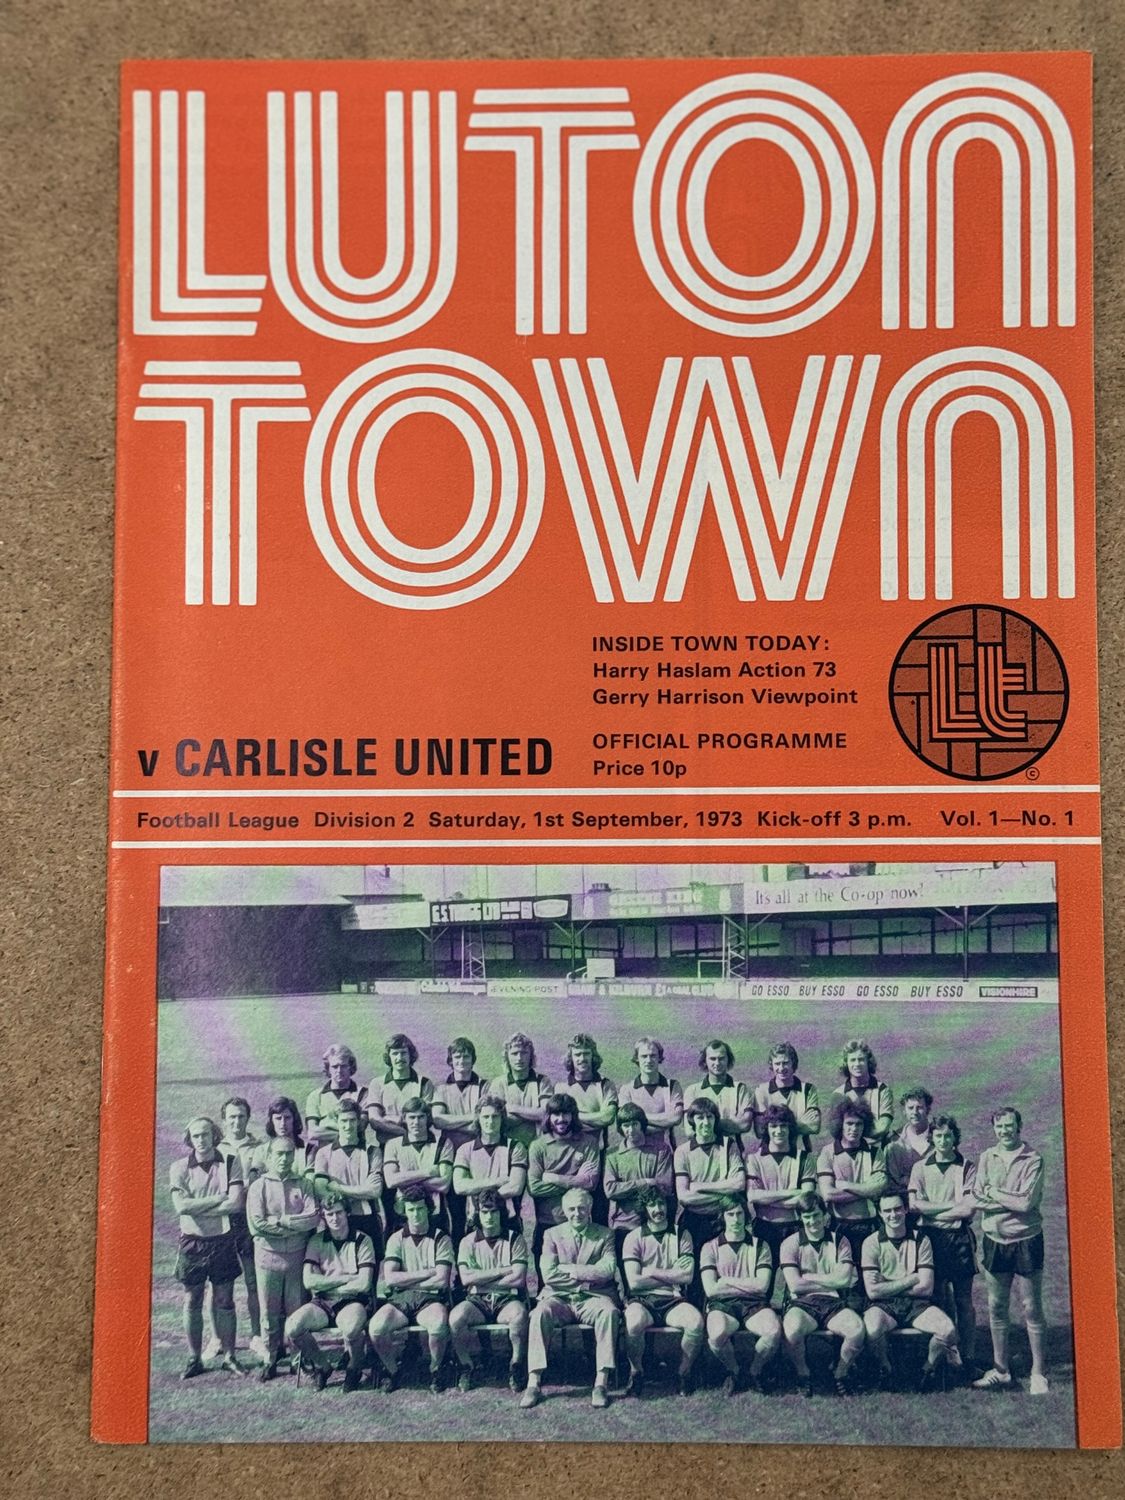 LUTON
TOWN
INSIDE TOWN TODAY:
Harry Haslam Action 73
Gerry Harrison Viewpoint
Lt
OFFICIAL PROGRAMME
Price 10p
©
v CARLISLE UNITED
Football League Division 2 Saturday, 1st September, 1973 Kick-off 3 p.m. Vol. 1—No. 1
It's all at the Co-op now!
EVENING POST
GO ESSO BUY ESSO GO ESSO BUY ESSO
VISIONHIRE